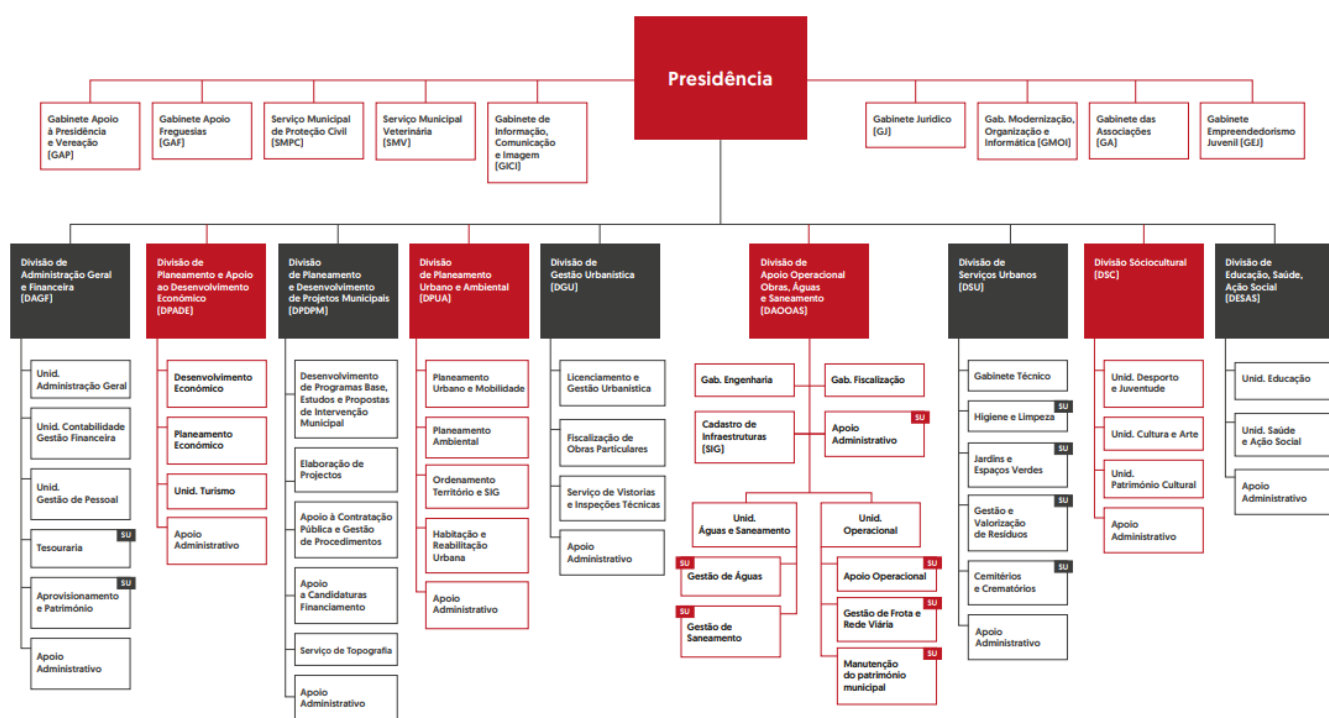 Presidência
Gabinete Apoio
à Presidência
e Vereação
[GAP]
Gabinete Apoio
Freguesias
[GAF]
Serviço Municipal
de Proteção Civil
[SMPC]
Serviço Municipal
Veterinária
[SMV]
Gabinete de
Informação,
Comunicação
e Imagem
[GICI]
Gabinete Jurídico
[GJ]
Gab. Modernização,
Organização e
Informática [GMOI]
Gabinete das
Associações
[GA]
Gabinete
Empreendedorismo
Juvenil [GEJ]
Divisão de
Administração Geral
e Financeira
[DAGF]
Unid.
Administração Geral
Unid. Contabilidade
Gestão Financeira
Unid.
Gestão de Pessoal
SU
Tesouraria
SU
Aprovisionamento
e Património
Apoio
Administrativo
Divisão de
Planeamento e Apoio
ao Desenvolvimento
Económico
[DPADE]
Desenvolvimento
Económico
Planeamento
Económico
Unid. Turismo
Apoio
Administrativo
Divisão
de Planeamento
e Desenvolvimento
de Projetos Municipais
[DPDPM]
Desenvolvimento
de Programas Base,
Estudos e Propostas
de Intervenção
Municipal
Elaboração de
Projectos
Apoio à Contratação
Pública e Gestão
de Procedimentos
Apoio
a Candidaturas
Financiamento
Serviço de Topografia
Apoio
Administrativo
Divisão
de Planeamento
Urbano e Ambiental
[DPUA]
Planeamento
Urbano e Mobilidade
Planeamento
Ambiental
Ordenamento
Território e SIG
Habitação e
Reabilitação
Urbana
Apoio
Administrativo
Divisão de
Gestão Urbanística
[DGU]
Licenciamento e
Gestão Urbanística
Fiscalização de
Obras Particulares
Serviço de Vistorias
e Inspeções Técnicas
Apoio
Administrativo
Divisão de
Apoio Operacional
Obras, Águas
e Saneamento
[DAOOAS]
Gab. Engenharia
Gab. Fiscalização
Cadastro de
Infraestruturas
[SIG]
SU
Apoio
Administrativo
Unid.
Águas e Saneamento
SU
Gestão de Águas
SU
Gestão de
Saneamento
Unid.
Operacional
SU
Apoio Operacional
SU
Gestão de Frota e
Rede Viária
SU
Manutenção
do património
municipal
Divisão de
Serviços Urbanos
[DSU]
Gabinete Técnico
SU
Higiene e Limpeza
SU
Jardins e
Espaços Verdes
SU
Gestão e
Valorização
de Resíduos
SU
Cemitérios
e Crematórios
Apoio
Administrativo
Divisão Sóciocultural
[DSC]
Unid. Desporto
e Juventude
Unid. Cultura e Arte
Unid.
Património Cultural
Apoio
Administrativo
Divisão de
Educação, Saúde,
Ação Social
[DESAS]
Unid. Educação
Unid. Saúde
e Ação Social
Apoio
Administrativo